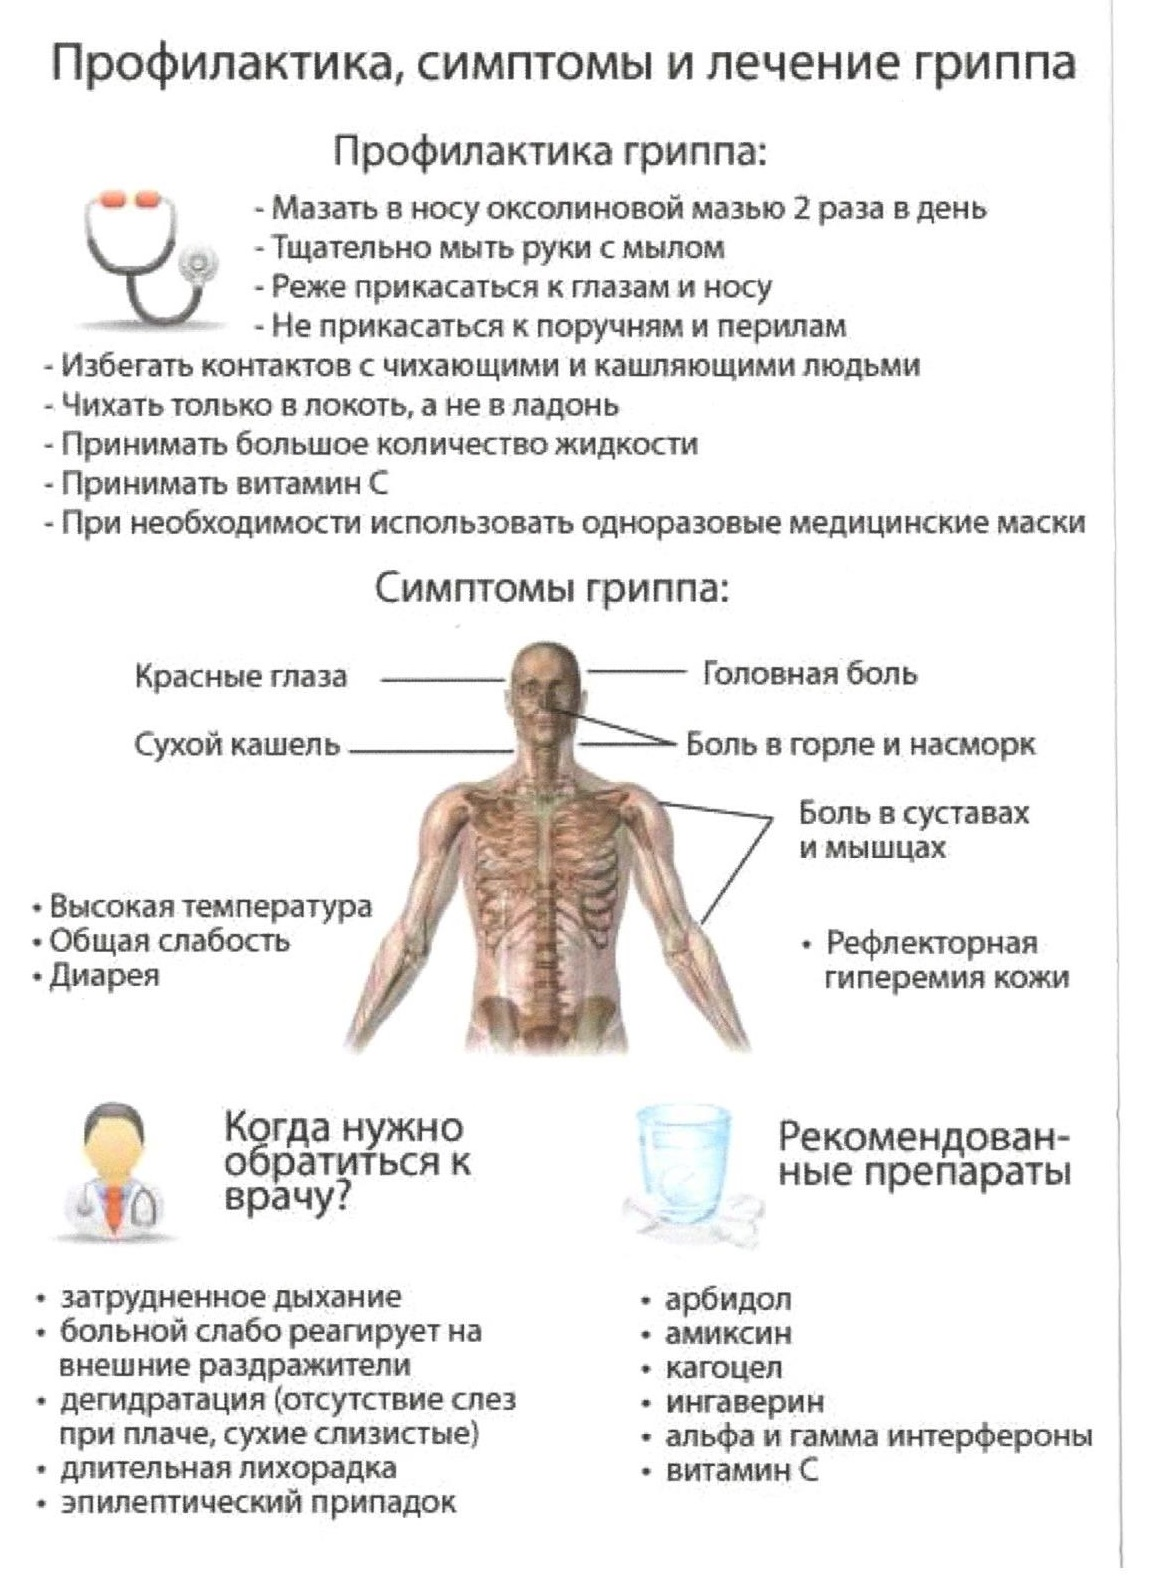 Профилактика, симптомы и лечение гриппа
Профилактика гриппа:
- Мазать в носу оксолиновой мазью 2 раза в день
- Тщательно мыть руки с мылом
- Реже прикасаться к глазам и носу
- Не прикасаться к поручням и перилам
- Избегать контактов с чихающими и кашляющими людьми
- Чихать только в локоть, а не в ладонь
- Принимать большое количество жидкости
- Принимать витамин С
- При необходимости использовать одноразовые медицинские маски
Симптомы гриппа:
Красные глаза
Головная боль
Сухой кашель
Боль в горле и насморк
Боль в суставах
и мышцах
• Высокая температура
• Общая слабость
• Диарея
• Рефлекторная
гиперемия кожи
Когда нужно
обратиться к
врачу?
• затрудненное дыхание
• больной слабо реагирует на
внешние раздражители
• дегидратация (отсутствие слез
при плаче, сухие слизистые)
• длительная лихорадка
• эпилептический припадок
Рекомендован-
ные препараты
• арбидол
• амиксин
• кагоцел
• ингаверин
• альфа и гамма интерфероны
• витамин С